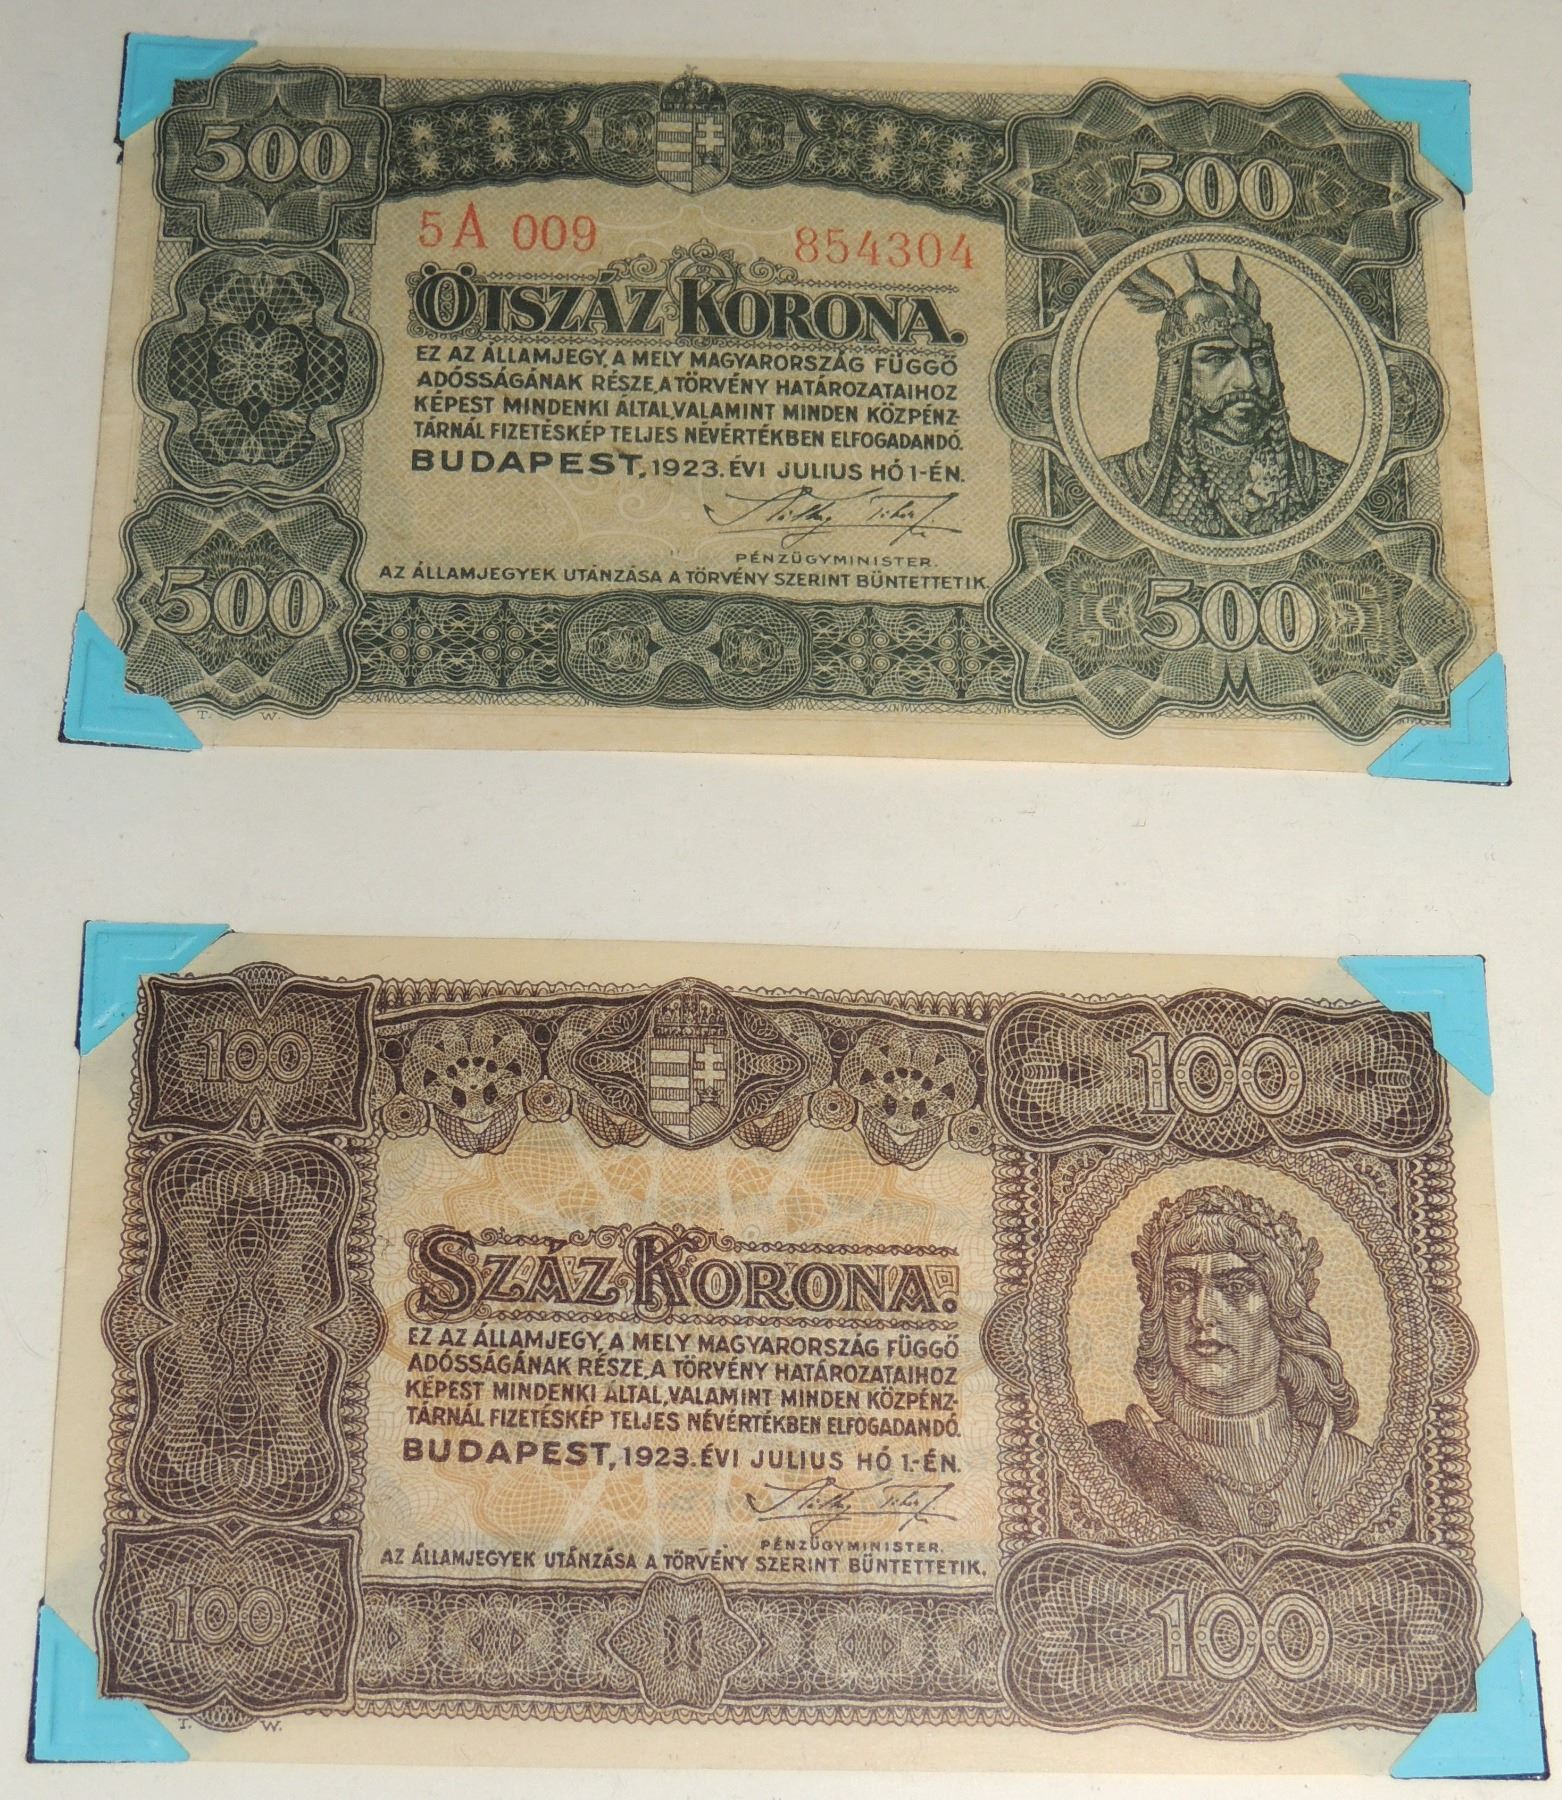 500 500
5A 009 854304
ÖTSZÁZ KORONA.
EZ AZ ÁLLAMJEGY, A MELY MAGYARORSZÁG FÜGGŐ
ADÓSSÁGÁNAK RÉSZE, A TÖRVÉNY HATÁROZATAIHOZ
KÉPEST MINDENKI ÁLTAL, VALAMINT MINDEN KÖZPÉNZ-
TÁRNÁL FIZETÉSKÉP TELJES NÉVÉRTÉKBEN ELFOGADANDÓ.
BUDAPEST, 1923. ÉVI JULIUS HÓ 1-ÉN.
PÉNZÜGYMINISTER.
AZ ÁLLAMJEGYEK UTÁNZÁSA A TÖRVÉNY SZERINT BÜNTETTETIK.
500 500
T. W.
100 100
SZÁZ KORONA.
EZ AZ ÁLLAMJEGY, A MELY MAGYARORSZÁG FÜGGŐ
ADÓSSÁGÁNAK RÉSZE, A TÖRVÉNY HATÁROZATAIHOZ
KÉPEST MINDENKI ÁLTAL, VALAMINT MINDEN KÖZPÉNZ-
TÁRNÁL FIZETÉSKÉP TELJES NÉVÉRTÉKBEN ELFOGADANDÓ.
BUDAPEST, 1923. ÉVI JULIUS HÓ 1.-ÉN.
PÉNZÜGYMINISTER.
AZ ÁLLAMJEGYEK UTÁNZÁSA A TÖRVÉNY SZERINT BÜNTETTETIK.
100 100
T. W.